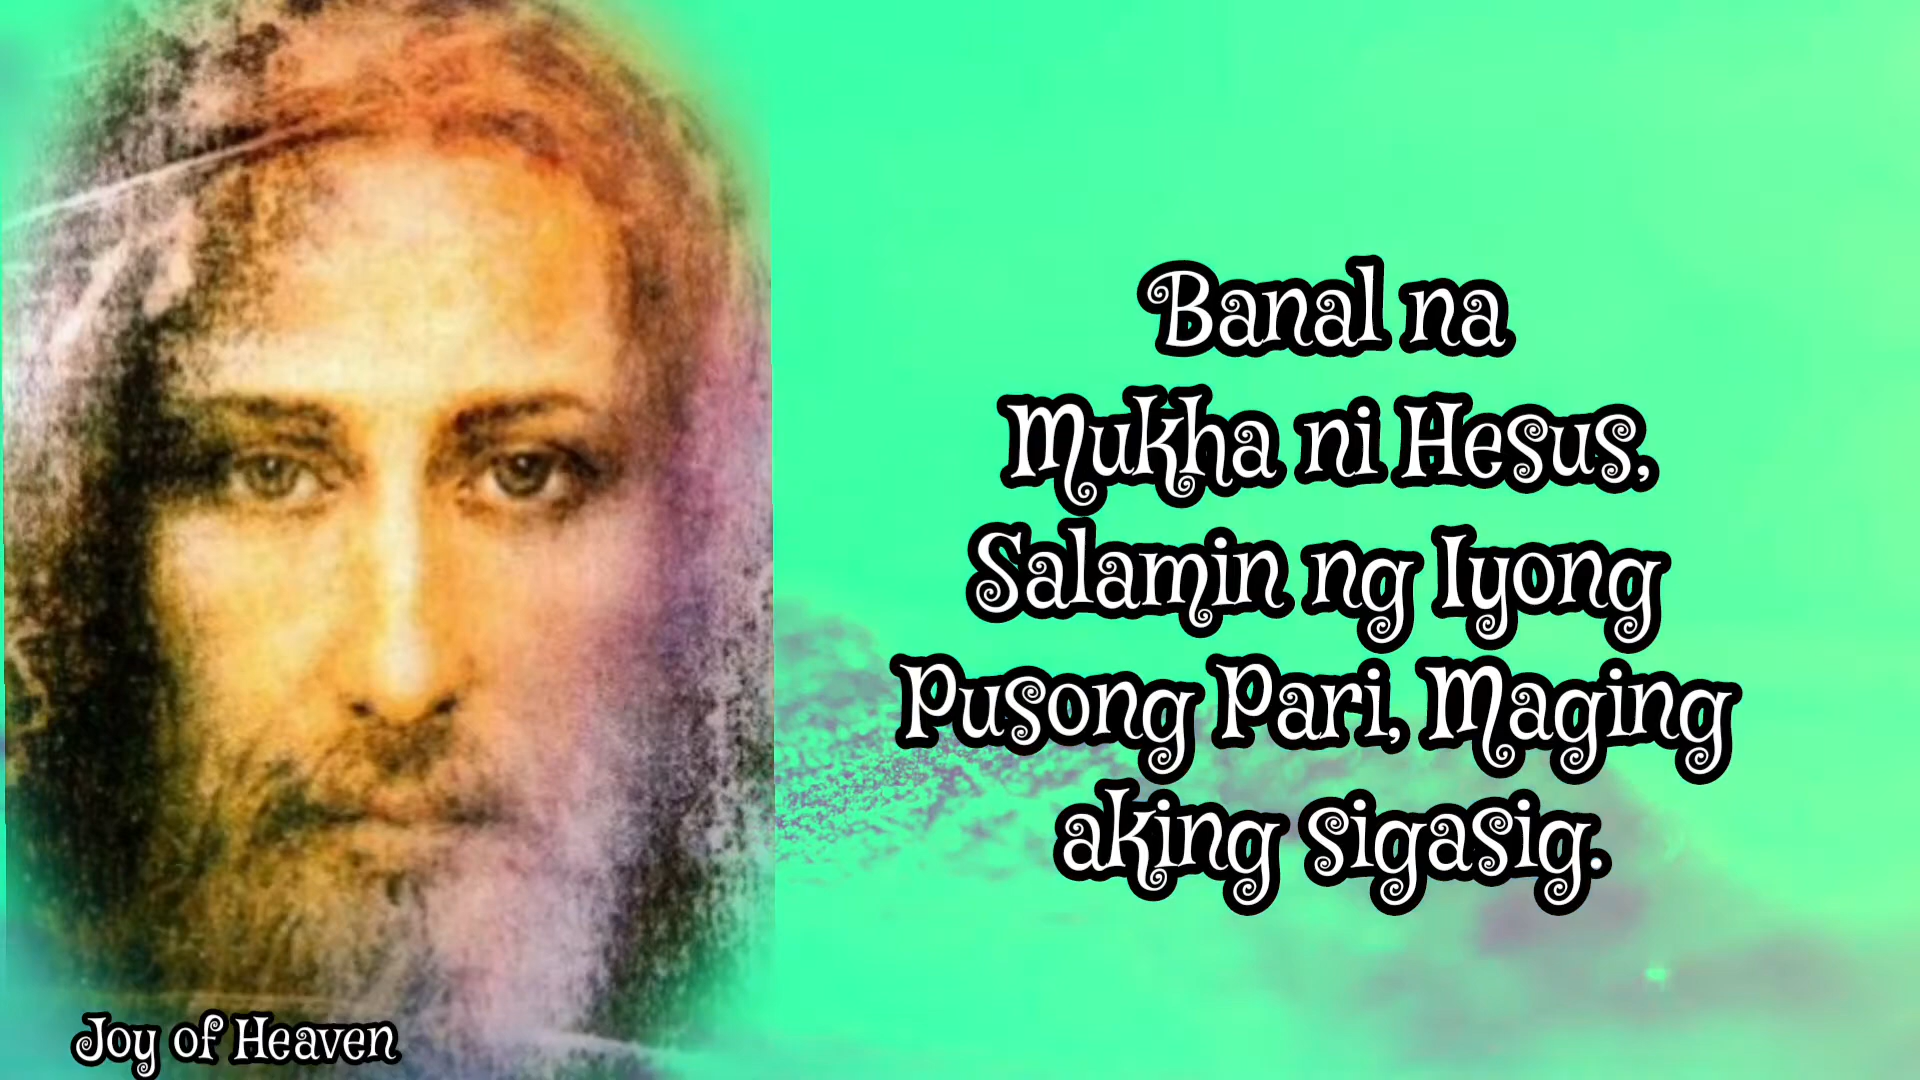 Banal na
Mukha ni Hesus,
Salamin ng Iyong
Pusong Pari, Maging
aking sigasig.
Joy of Heaven